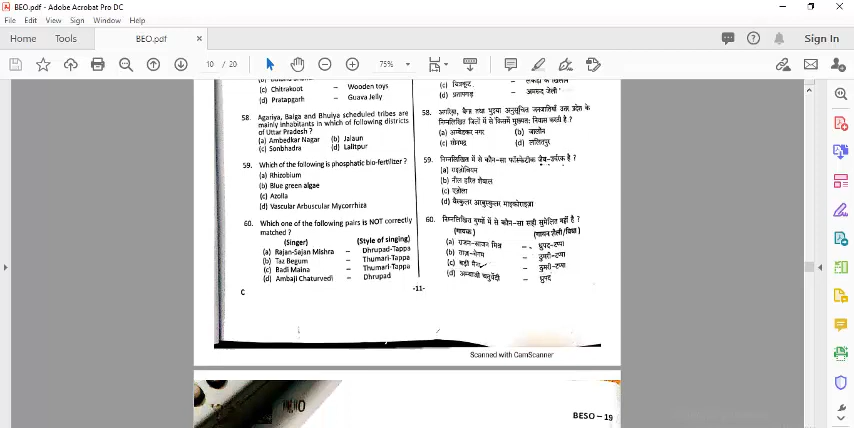 BEO.pdf - Adobe Acrobat Pro DC
File Edit View Sign Window Help
Home Tools BEO.pdf × Sign In
10 / 20 75%
(c) Chitrakoot – Wooden toys
(d) Pratapgarh – Guava Jelly
58. Agariya, Baiga and Bhuiya scheduled tribes are
mainly inhabitants in which of following districts
of Uttar Pradesh ?
(a) Ambedkar Nagar (b) Jalaun
(c) Sonbhadra (d) Lalitpur
59. Which of the following is phosphatic bio-fertilizer ?
(a) Rhizobium
(b) Blue green algae
(c) Azolla
(d) Vascular Arbuscular Mycorrhiza
60. Which one of the following pairs is NOT correctly
matched ?
(Singer) (Style of singing)
(a) Rajan-Sajan Mishra – Dhrupad-Tappa
(b) Taz Begum – Thumari-Tappa
(c) Badi Maina – Thumari-Tappa
(d) Ambaji Chaturvedi – Dhrupad
C
-11-
(c) चित्रकूट – लकड़ी के खिलौने
(d) प्रतापगढ़ – अमरूद जेली
58. अगरिया, बैगा तथा भुइया अनुसूचित जनजातियाँ उत्तर प्रदेश के
निम्नलिखित जिलों में से किसमें मुख्यतः निवास करती हैं ?
(a) अम्बेडकर नगर (b) जालौन
(c) सोनभद्र (d) ललितपुर
59. निम्नलिखित में से कौन-सा फॉस्फेटीक जैव-उर्वरक है ?
(a) राइज़ोबियम
(b) नील हरित शैवाल
(c) एज़ोला
(d) वैस्कुलर आरबुस्कुलर माइकोराइज़ा
60. निम्नलिखित युग्मों में से कौन-सा सही सुमेलित नहीं है ?
(गायक) (गायन शैली/विधा)
(a) राजन-साजन मिश्र – ध्रुपद-टप्पा
(b) ताज़-बेगम – ठुमरी-टप्पा
(c) बड़ी मैना – ठुमरी-टप्पा
(d) अम्बाजी चतुर्वेदी – ध्रुपद
Scanned with CamScanner
BESO – 19